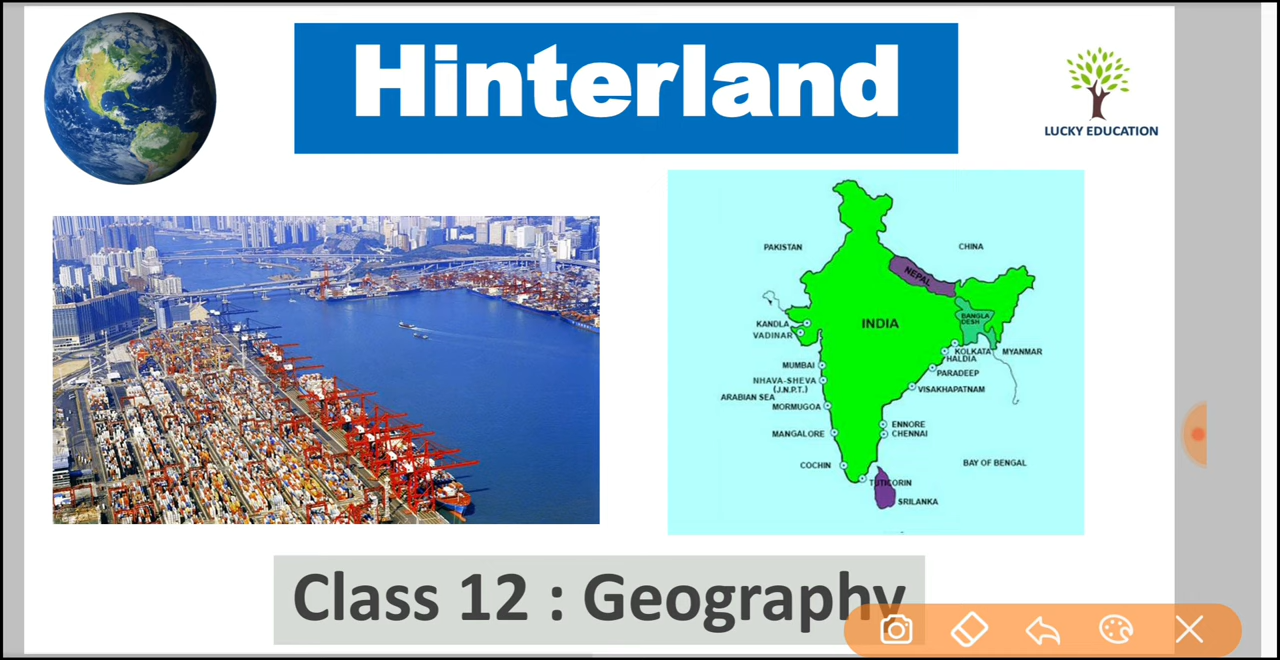 Hinterland
LUCKY EDUCATION
PAKISTAN
CHINA
NEPAL
INDIA
BANGLA
DESH
KANDLA
VADINAR
KOLKATA
MYANMAR
HALDIA
MUMBAI
PARADEEP
NHAVA-SHEVA
(J.N.P.T.)
VISAKHAPATNAM
ARABIAN SEA
MORMUGOA
ENNORE
MANGALORE
CHENNAI
COCHIN
BAY OF BENGAL
TUTICORIN
SRILANKA
Class 12 : Geography